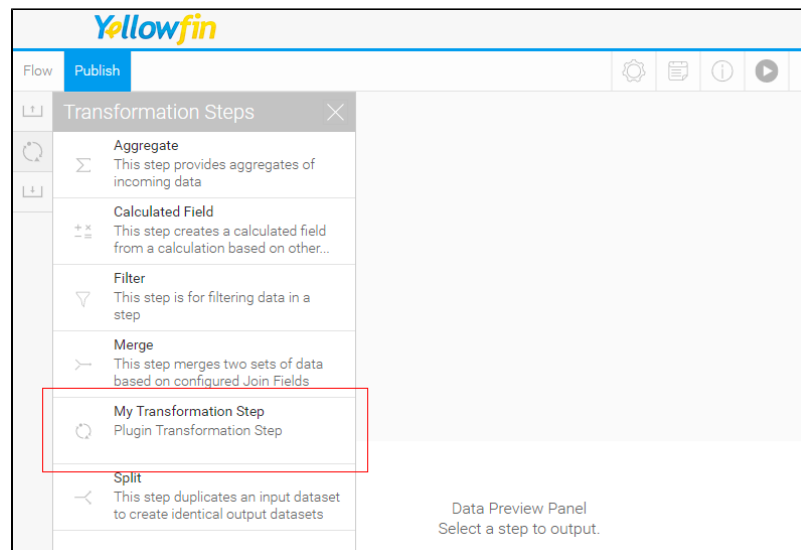 Yellowfin
Flow
Publish
Transformation Steps
Aggregate
This step provides aggregates of
incoming data
Calculated Field
This step creates a calculated field
from a calculation based on other...
Filter
This step is for filtering data in a
step
Merge
This step merges two sets of data
based on configured Join Fields
My Transformation Step
Plugin Transformation Step
Split
This step duplicates an input dataset
to create identical output datasets
Data Preview Panel
Select a step to output.